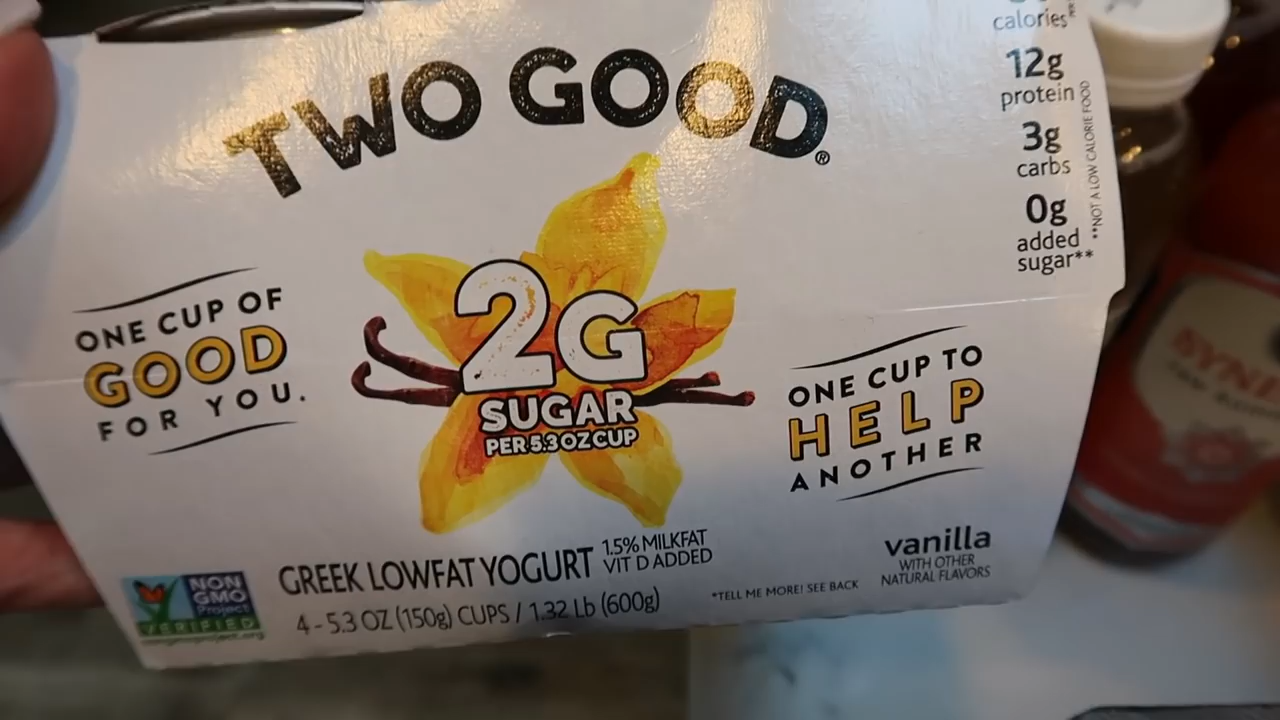 TWO GOOD®
calories
12g
protein
3g
carbs
0g
added
sugar**
**NOT A LOW CALORIE FOOD
ONE CUP OF
GOOD
FOR YOU.
2G
SUGAR
PER 5.3 OZ CUP
ONE CUP TO
HELP
ANOTHER
GREEK LOWFAT YOGURT
1.5% MILKFAT
VIT D ADDED
4 - 5.3 OZ (150g) CUPS / 1.32 Lb (600g)
*TELL ME MORE! SEE BACK
vanilla
WITH OTHER
NATURAL FLAVORS
NON
GMO
Project
VERIFIED
nongmoproject.org